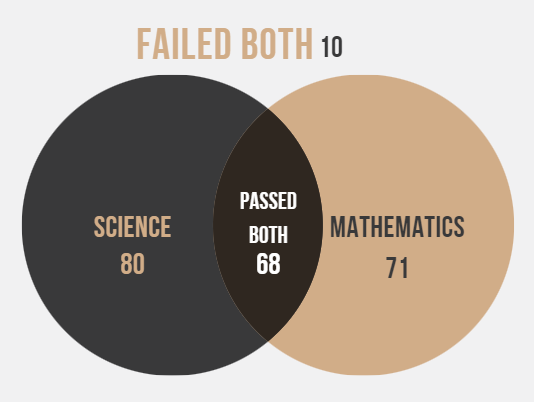 FAILED BOTH 10
PASSED
BOTH
68
SCIENCE
80
MATHEMATICS
71